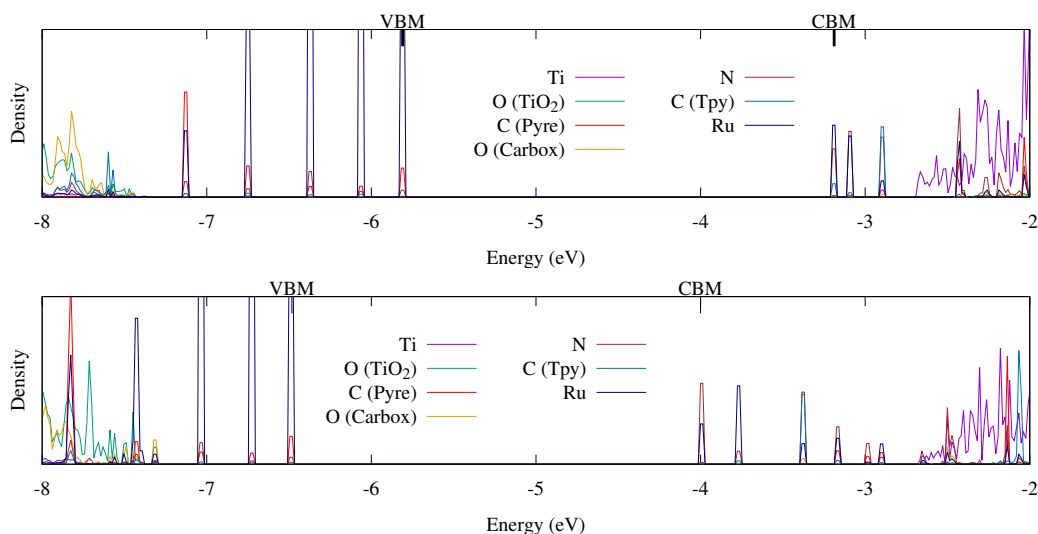 VBM CBM
Density
Ti N
O (TiO₂) C (Tpy)
C (Pyre) Ru
O (Carbox)
-8 -7 -6 -5 -4 -3 -2
Energy (eV)
VBM CBM
Density
Ti N
O (TiO₂) C (Tpy)
C (Pyre) Ru
O (Carbox)
-8 -7 -6 -5 -4 -3 -2
Energy (eV)